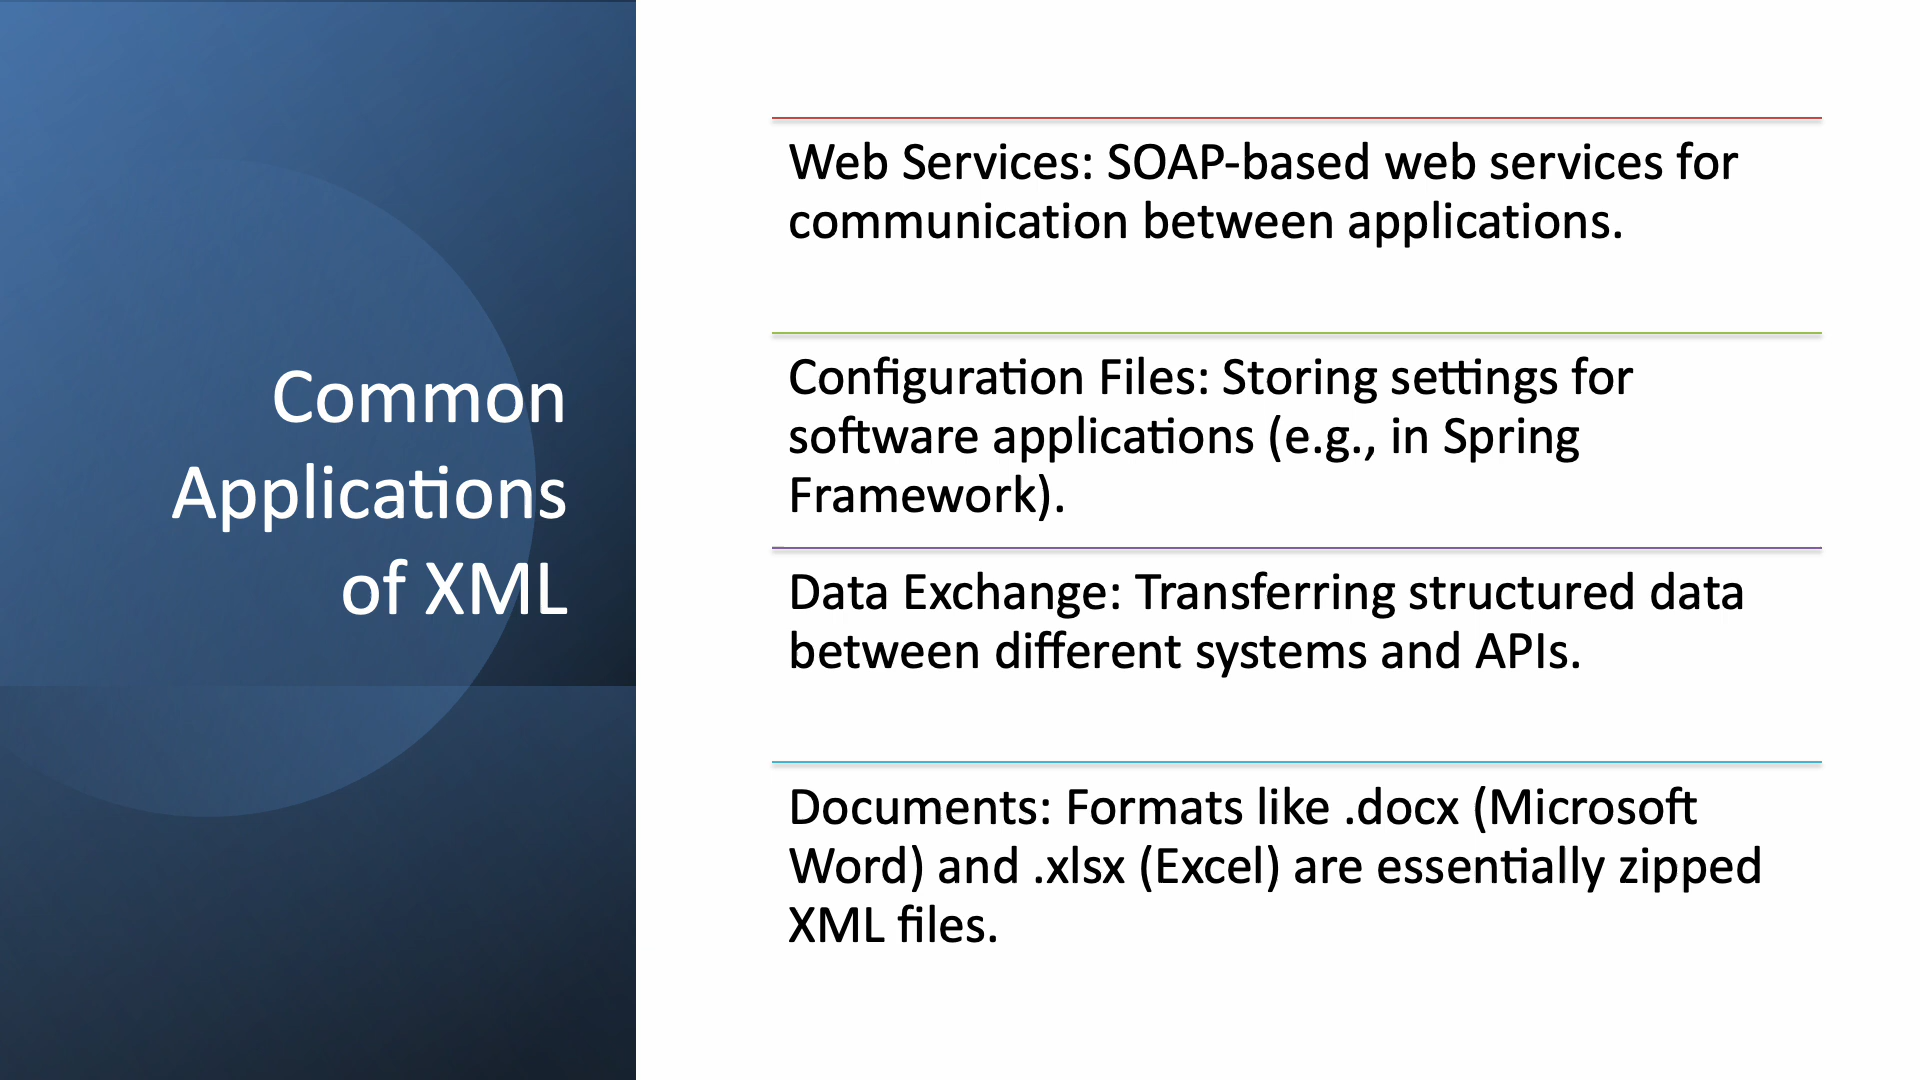 Common
Applications
of XML
Web Services: SOAP-based web services for
communication between applications.
Configuration Files: Storing settings for
software applications (e.g., in Spring
Framework).
Data Exchange: Transferring structured data
between different systems and APIs.
Documents: Formats like .docx (Microsoft
Word) and .xlsx (Excel) are essentially zipped
XML files.